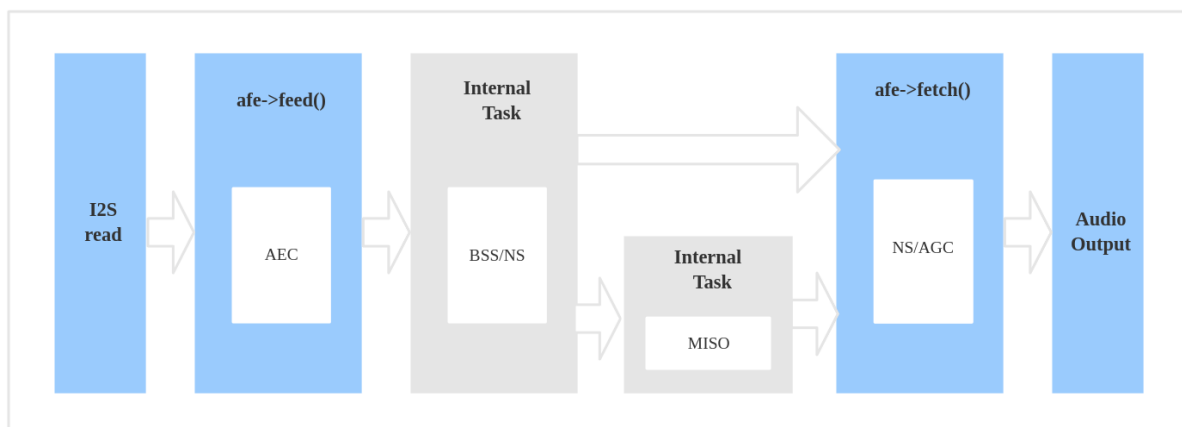 I2S
read
afe->feed()
AEC
Internal
Task
BSS/NS
Internal
Task
MISO
afe->fetch()
NS/AGC
Audio
Output